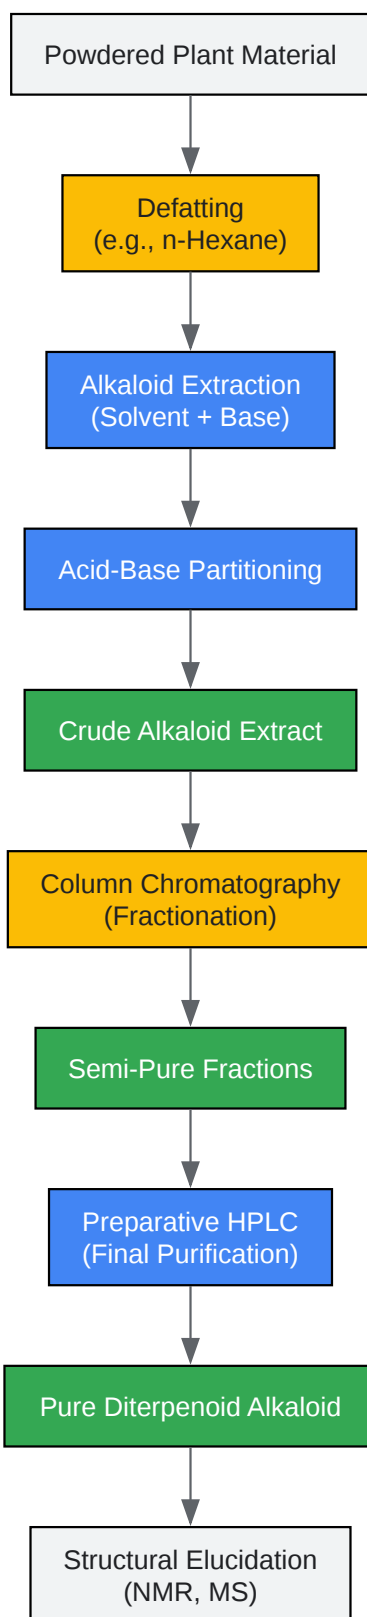 Powdered Plant Material
Defatting
(e.g., n-Hexane)
Alkaloid Extraction
(Solvent + Base)
Acid-Base Partitioning
Crude Alkaloid Extract
Column Chromatography
(Fractionation)
Semi-Pure Fractions
Preparative HPLC
(Final Purification)
Pure Diterpenoid Alkaloid
Structural Elucidation
(NMR, MS)